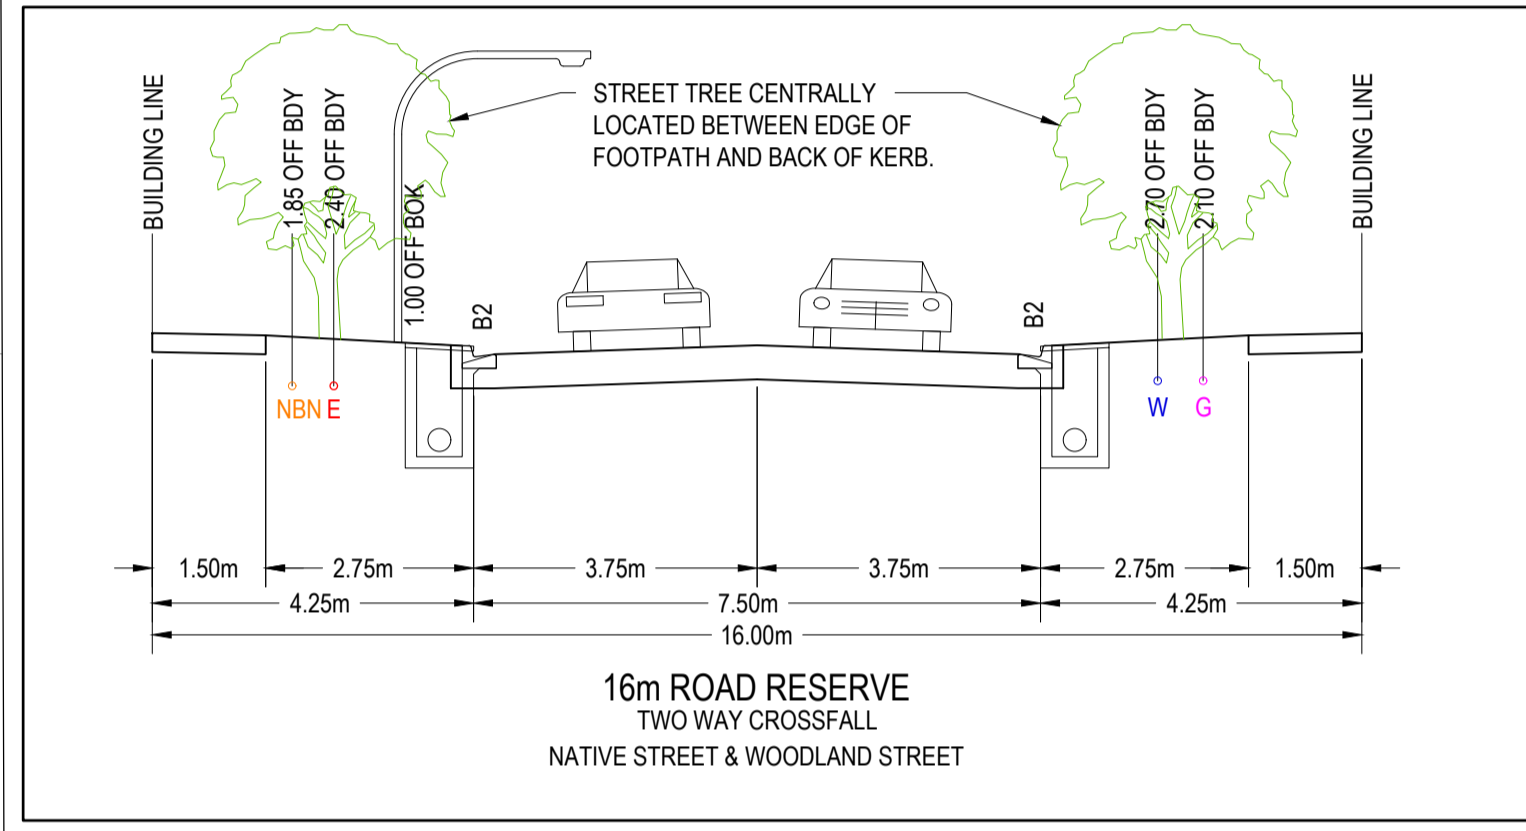 BUILDING LINE
1.85 OFF BDY
2.40 OFF BDY
1.00 OFF BOK
B2
STREET TREE CENTRALLY
LOCATED BETWEEN EDGE OF
FOOTPATH AND BACK OF KERB.
B2
2.70 OFF BDY
2.10 OFF BDY
BUILDING LINE
NBN E
W G
1.50m 2.75m 3.75m 3.75m 2.75m 1.50m
4.25m 7.50m 4.25m
16.00m
16m ROAD RESERVE
TWO WAY CROSSFALL
NATIVE STREET & WOODLAND STREET